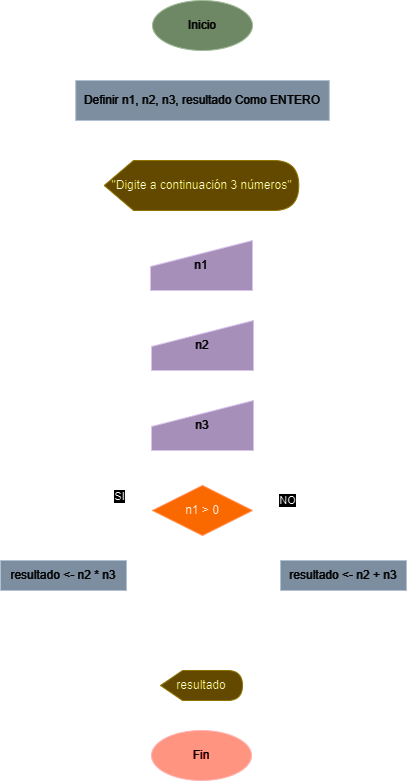 Inicio
Definir n1, n2, n3, resultado Como ENTERO
"Digite a continuación 3 números"
n1
n2
n3
SI
NO
n1 > 0
resultado <- n2 * n3
resultado <- n2 + n3
resultado
Fin